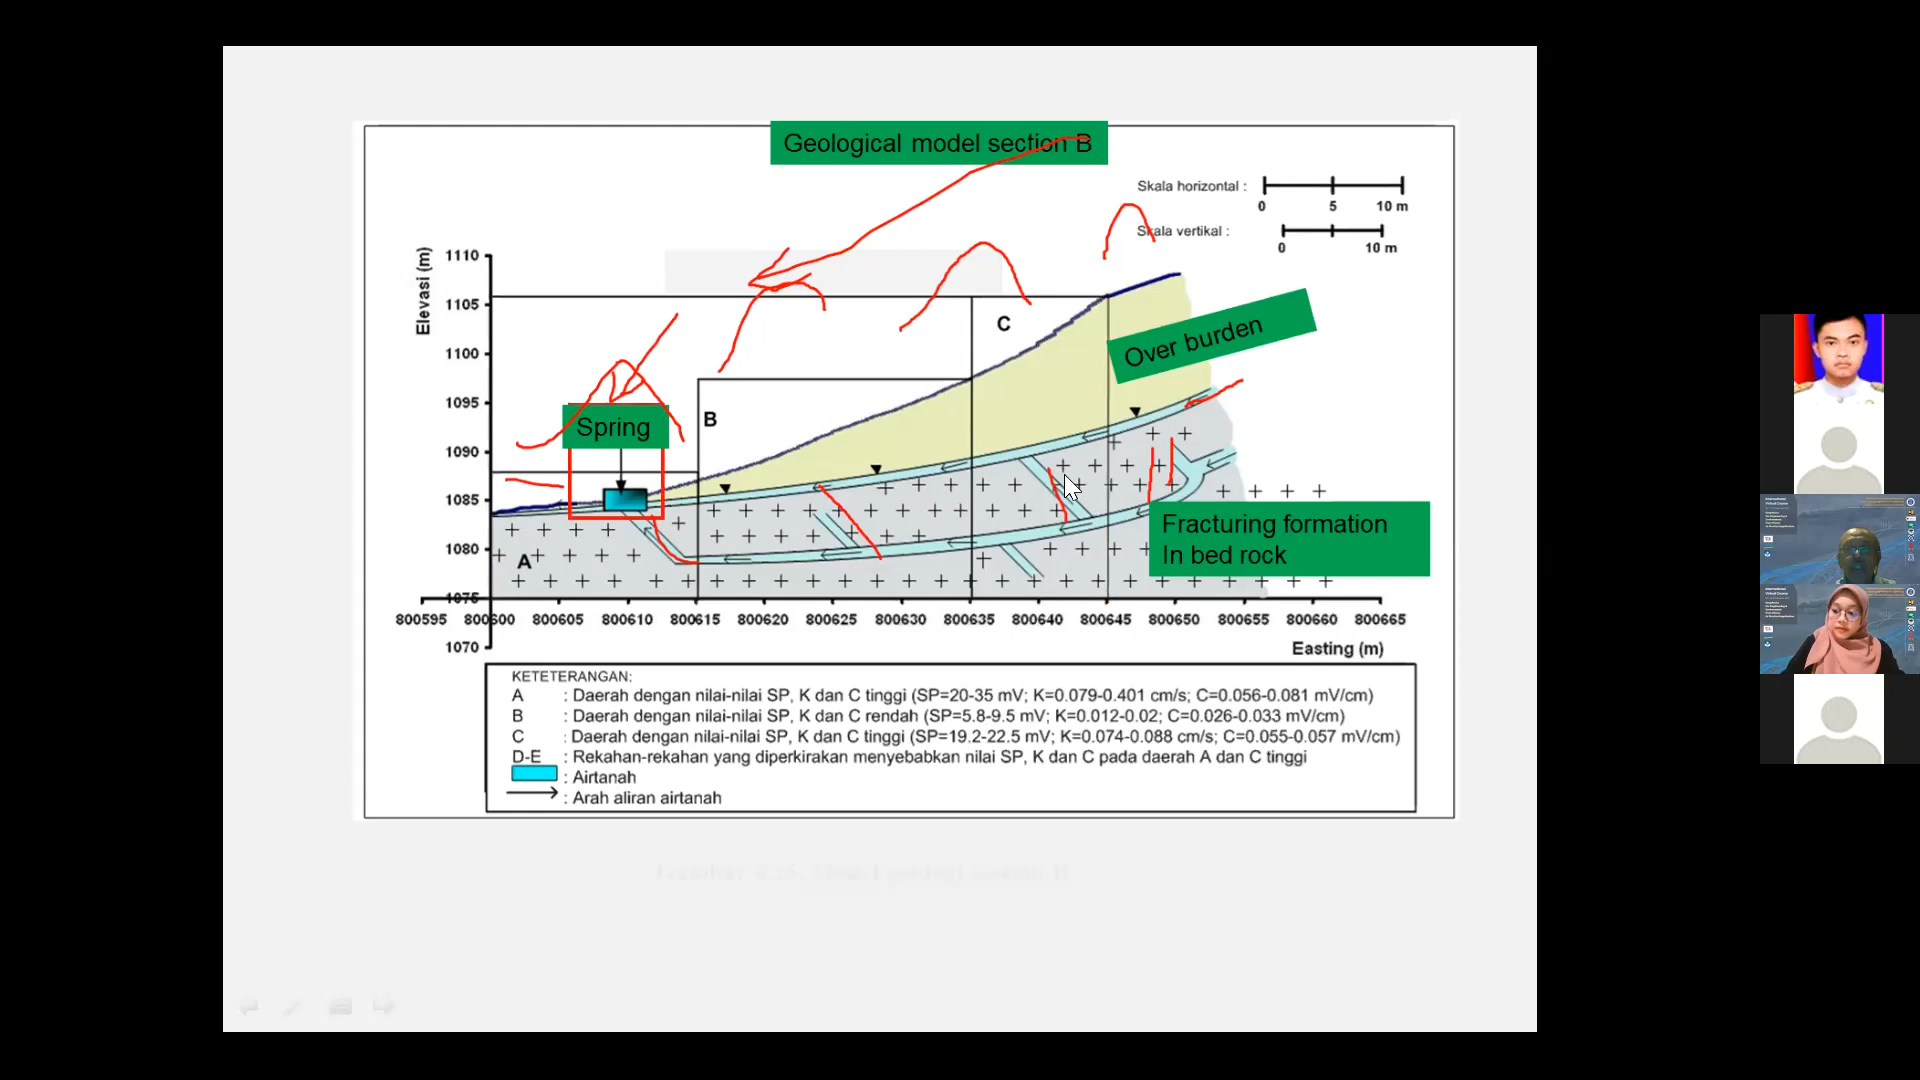 Geological model section B
Skala horizontal :
0 5 10 m
Skala vertikal :
0 10 m
Elevasi (m)
1110
1105
1100
1095
1090
1085
1080
1075
1070
C
Over burden
B
Spring
A
Fracturing formation
In bed rock
800595 800600 800605 800610 800615 800620 800625 800630 800635 800640 800645 800650 800655 800660 800665
Easting (m)
KETETERANGAN:
A : Daerah dengan nilai-nilai SP, K dan C tinggi (SP=20-35 mV; K=0.079-0.401 cm/s; C=0.056-0.081 mV/cm)
B : Daerah dengan nilai-nilai SP, K dan C rendah (SP=5.8-9.5 mV; K=0.012-0.02; C=0.026-0.033 mV/cm)
C : Daerah dengan nilai-nilai SP, K dan C tinggi (SP=19.2-22.5 mV; K=0.074-0.088 cm/s; C=0.055-0.057 mV/cm)
D-E : Rekahan-rekahan yang diperkirakan menyebabkan nilai SP, K dan C pada daerah A dan C tinggi
: Airtanah
: Arah aliran airtanah